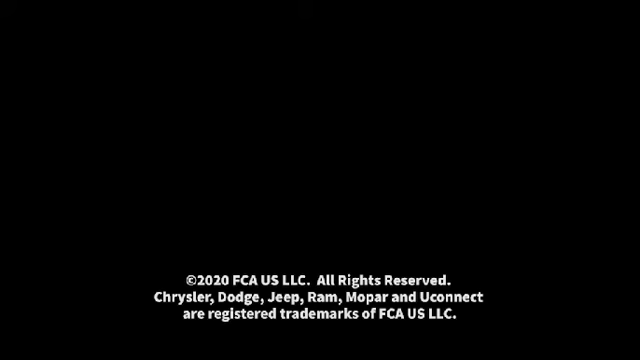 ©2020 FCA US LLC.  All Rights Reserved.
Chrysler, Dodge, Jeep, Ram, Mopar and Uconnect
are registered trademarks of FCA US LLC.